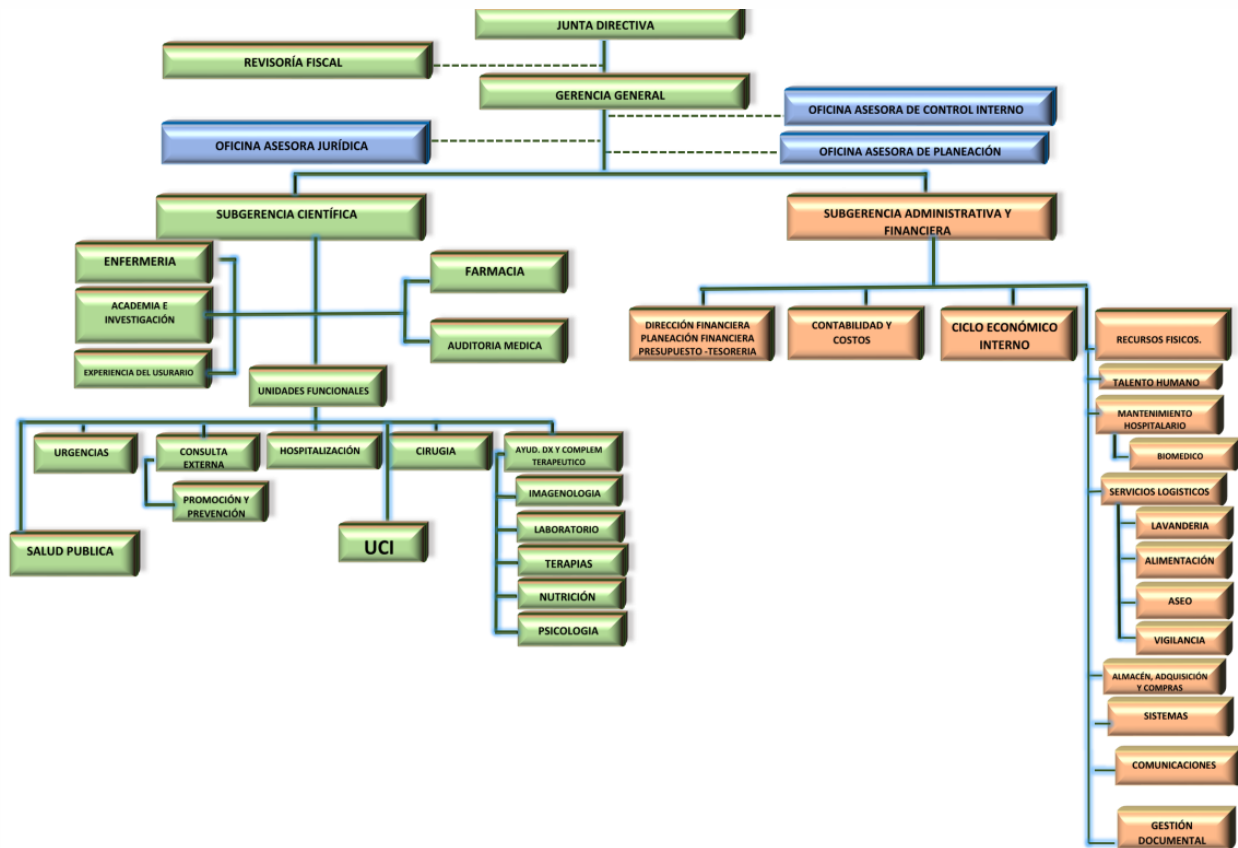 JUNTA DIRECTIVA
REVISORÍA FISCAL
GERENCIA GENERAL
OFICINA ASESORA DE CONTROL INTERNO
OFICINA ASESORA JURÍDICA
OFICINA ASESORA DE PLANEACIÓN
SUBGERENCIA CIENTÍFICA
SUBGERENCIA ADMINISTRATIVA Y
FINANCIERA
ENFERMERIA
FARMACIA
ACADEMIA E
INVESTIGACIÓN
AUDITORIA MEDICA
EXPERIENCIA DEL USURARIO
UNIDADES FUNCIONALES
DIRECCIÓN FINANCIERA
PLANEACIÓN FINANCIERA
PRESUPUESTO -TESORERIA
CONTABILIDAD Y
COSTOS
CICLO ECONÓMICO
INTERNO
RECURSOS FISICOS.
TALENTO HUMANO
MANTENIMIENTO
HOSPITALARIO
BIOMEDICO
SERVICIOS LOGISTICOS
LAVANDERIA
ALIMENTACIÓN
ASEO
VIGILANCIA
ALMACÉN, ADQUISICIÓN
Y COMPRAS
SISTEMAS
COMUNICACIONES
GESTIÓN
DOCUMENTAL
URGENCIAS
CONSULTA
EXTERNA
HOSPITALIZACIÓN
CIRUGIA
AYUD. DX Y COMPLEM
TERAPEUTICO
PROMOCIÓN Y
PREVENCIÓN
IMAGENOLOGIA
LABORATORIO
TERAPIAS
NUTRICIÓN
PSICOLOGIA
SALUD PUBLICA
UCI